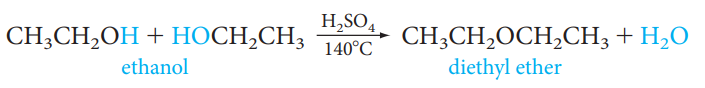 CH₃CH₂OH + HOCH₂CH₃ H₂SO₄ 140°C CH₃CH₂OCH₂CH₃ + H₂O
ethanol diethyl ether